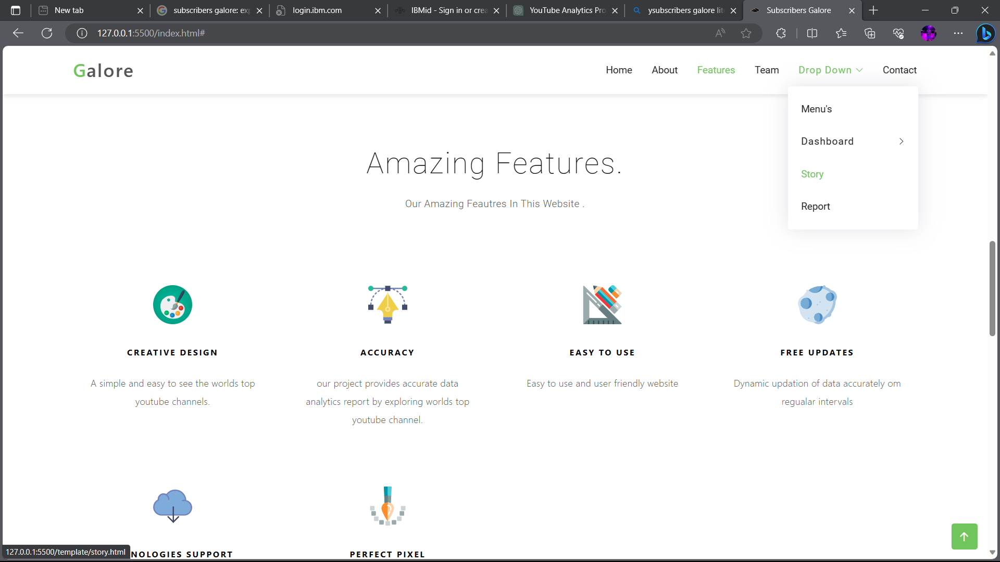 New tab
subscribers galore: exp
login.ibm.com
IBMid - Sign in or crea
YouTube Analytics Pro
ysubscribers galore lite
Subscribers Galore
127.0.0.1:5500/index.html#
Galore
Home
About
Features
Team
Drop Down
Contact
Menu's
Dashboard
Story
Report
Amazing Features.
Our Amazing Feautres In This Website .
CREATIVE DESIGN
A simple and easy to see the worlds top
youtube channels.
ACCURACY
our project provides accurate data
analytics report by exploring worlds top
youtube channel.
EASY TO USE
Easy to use and user friendly website
FREE UPDATES
Dynamic updation of data accurately om
regualar intervals
NOLOGIES SUPPORT
PERFECT PIXEL
127.0.0.1:5500/template/story.html